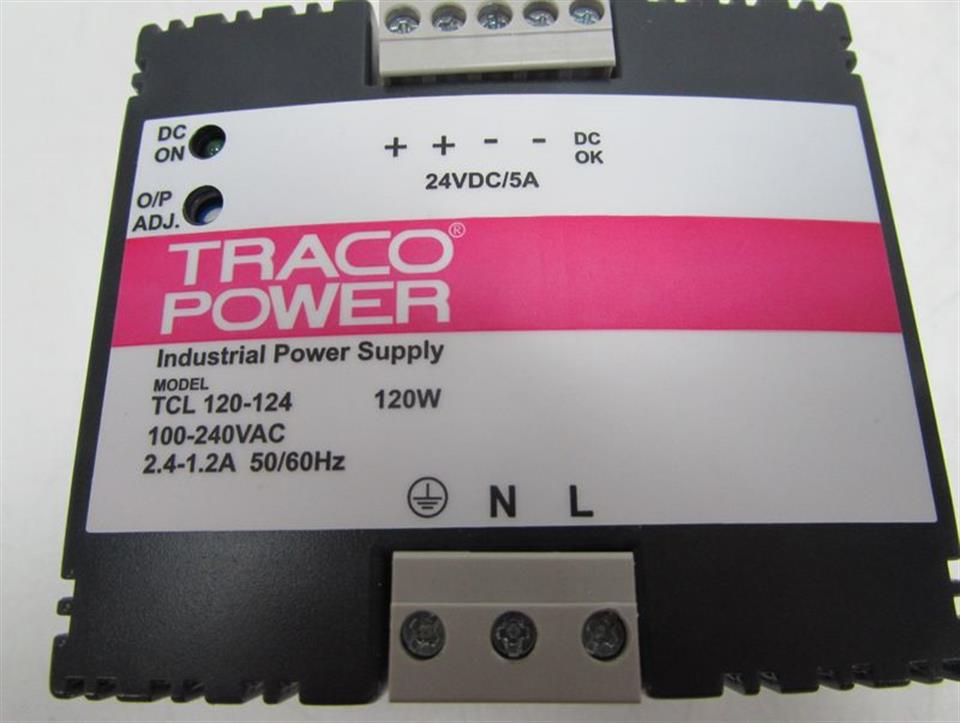 DC
ON
+ + - - DC
OK
24VDC/5A
O/P
ADJ.
TRACO®
POWER
Industrial Power Supply
MODEL
TCL 120-124 120W
100-240VAC
2.4-1.2A 50/60Hz
N L